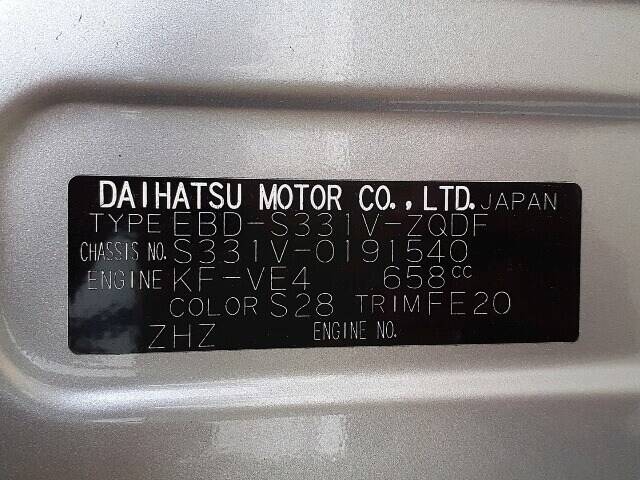 DAIHATSU MOTOR CO.,LTD. JAPAN
TYPE EBD-S331V-ZQDF
CHASSIS NO. S331V-0191540
ENGINE KF-VE4 658cc
COLOR S28 TRIM FE20
ZHZ ENGINE NO.